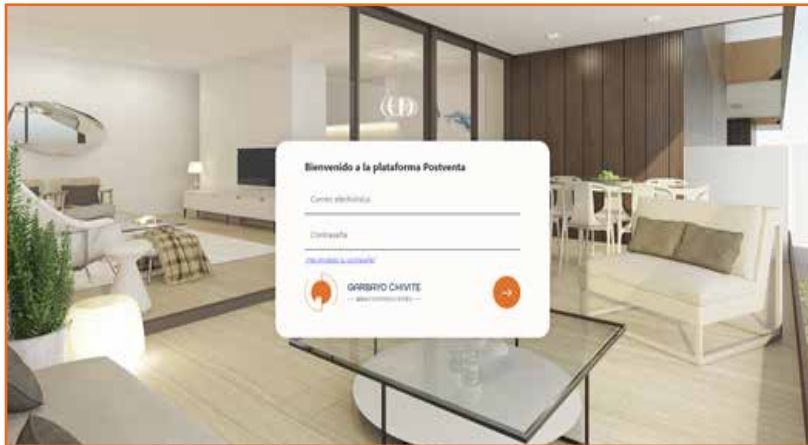 Bienvenido a la plataforma Postventa
Correo electrónico
Contraseña
GARBAYO CHIVITE